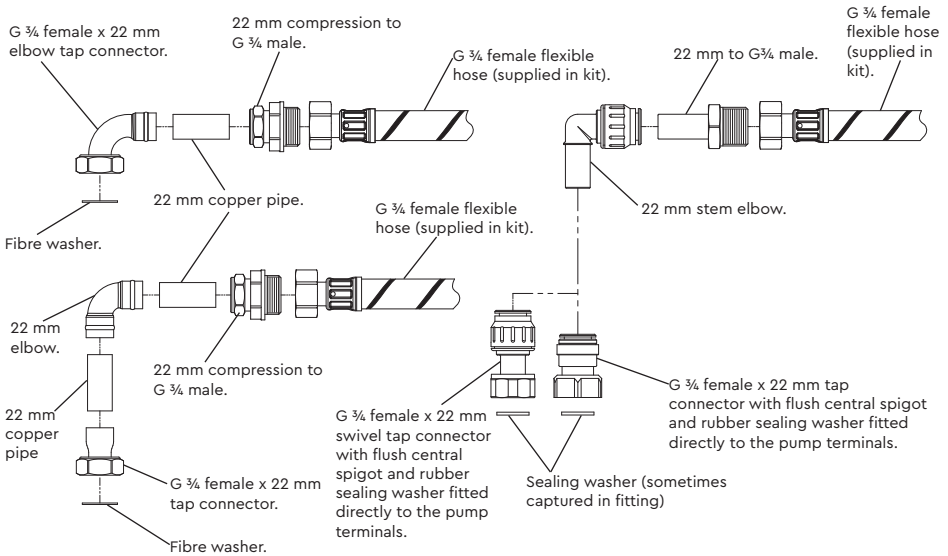 G ¾ female x 22 mm
elbow tap connector.
22 mm compression to
G ¾ male.
G ¾ female flexible
hose (supplied in kit).
22 mm copper pipe.
Fibre washer.
G ¾ female flexible
hose (supplied in kit).
22 mm
elbow.
22 mm compression to
G ¾ male.
22 mm
copper
pipe
G ¾ female x 22 mm
tap connector.
Fibre washer.
22 mm to G¾ male.
G ¾ female
flexible hose
(supplied in
kit).
22 mm stem elbow.
G ¾ female x 22 mm
swivel tap connector
with flush central
spigot and rubber
sealing washer fitted
directly to the pump
terminals.
G ¾ female x 22 mm tap
connector with flush central spigot
and rubber sealing washer fitted
directly to the pump terminals.
Sealing washer (sometimes
captured in fitting)